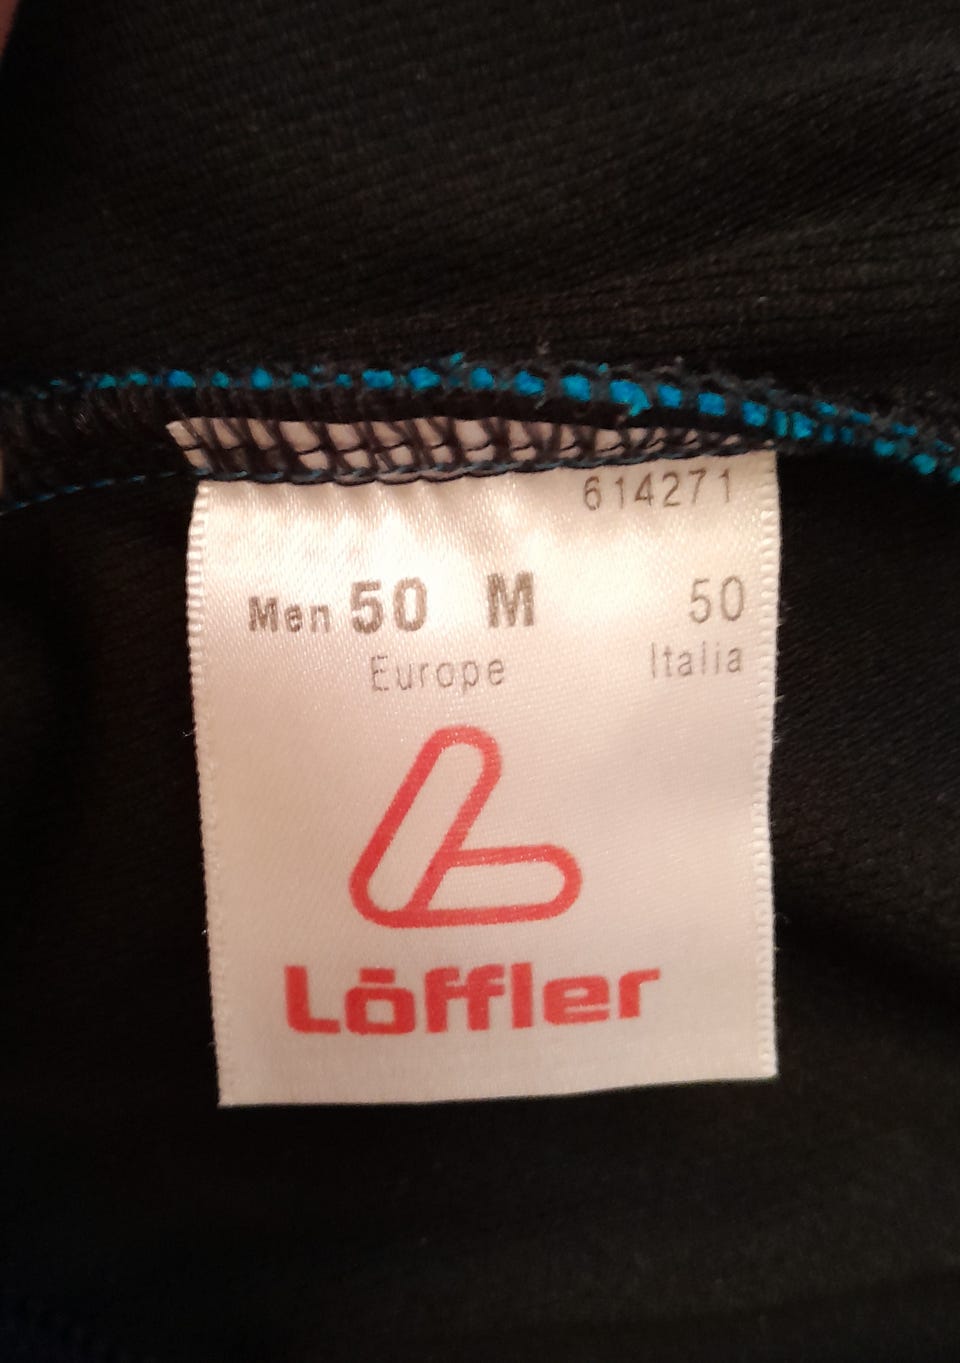 614271
Men 50 M 50
Europe Italia
Löffler